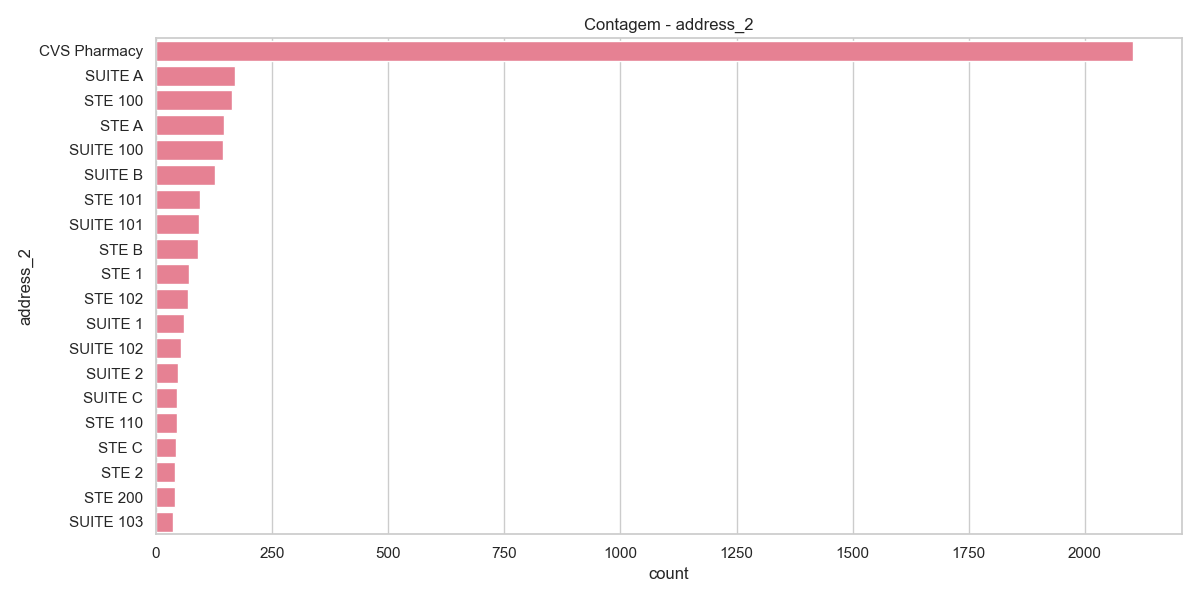 Contagem - address_2
CVS Pharmacy
SUITE A
STE 100
STE A
SUITE 100
SUITE B
STE 101
SUITE 101
STE B
STE 1
STE 102
SUITE 1
SUITE 102
SUITE 2
SUITE C
STE 110
STE C
STE 2
STE 200
SUITE 103
address_2
0 250 500 750 1000 1250 1500 1750 2000
count